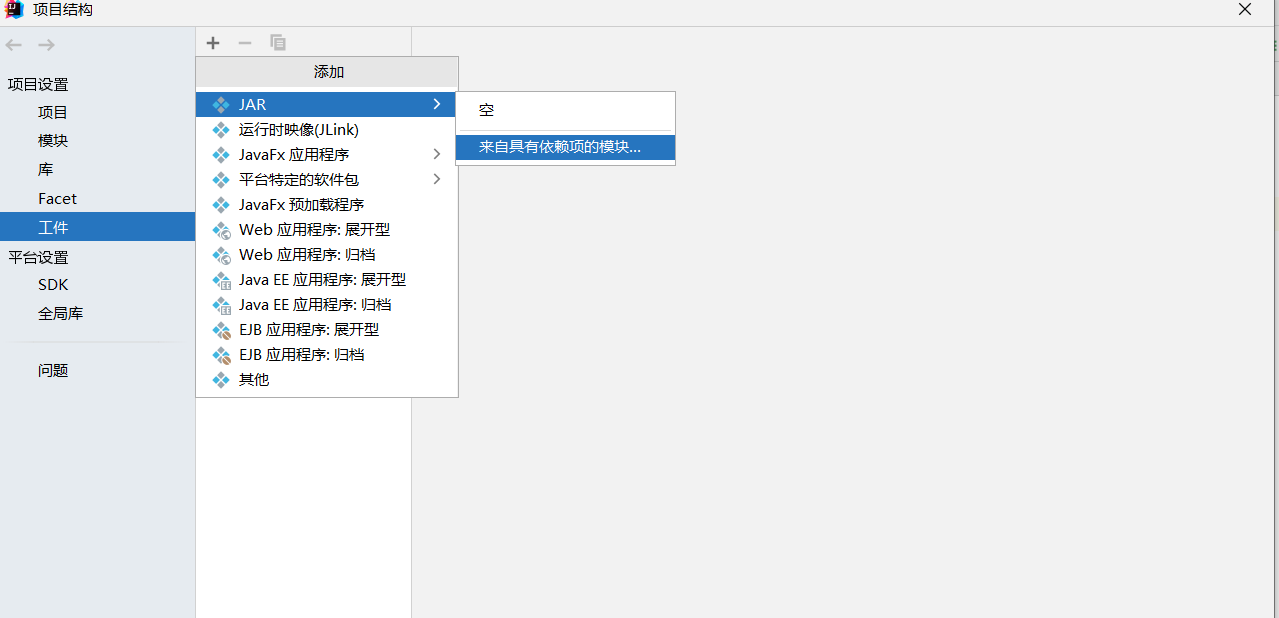 项目结构
项目设置
项目
模块
库
Facet
工件
平台设置
SDK
全局库
问题
添加
JAR
运行时映像(JLink)
JavaFx 应用程序
平台特定的软件包
JavaFx 预加载程序
Web 应用程序: 展开型
Web 应用程序: 归档
Java EE 应用程序: 展开型
Java EE 应用程序: 归档
EJB 应用程序: 展开型
EJB 应用程序: 归档
其他
空
来自具有依赖项的模块...